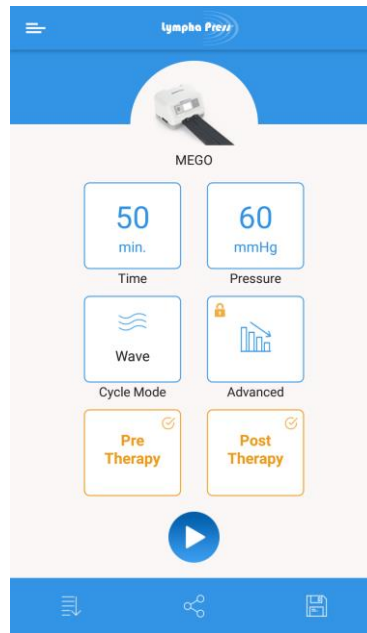 Lympha Press
MEGO
50
min.
Time
60
mmHg
Pressure
Wave
Cycle Mode
Advanced
Pre
Therapy
Post
Therapy